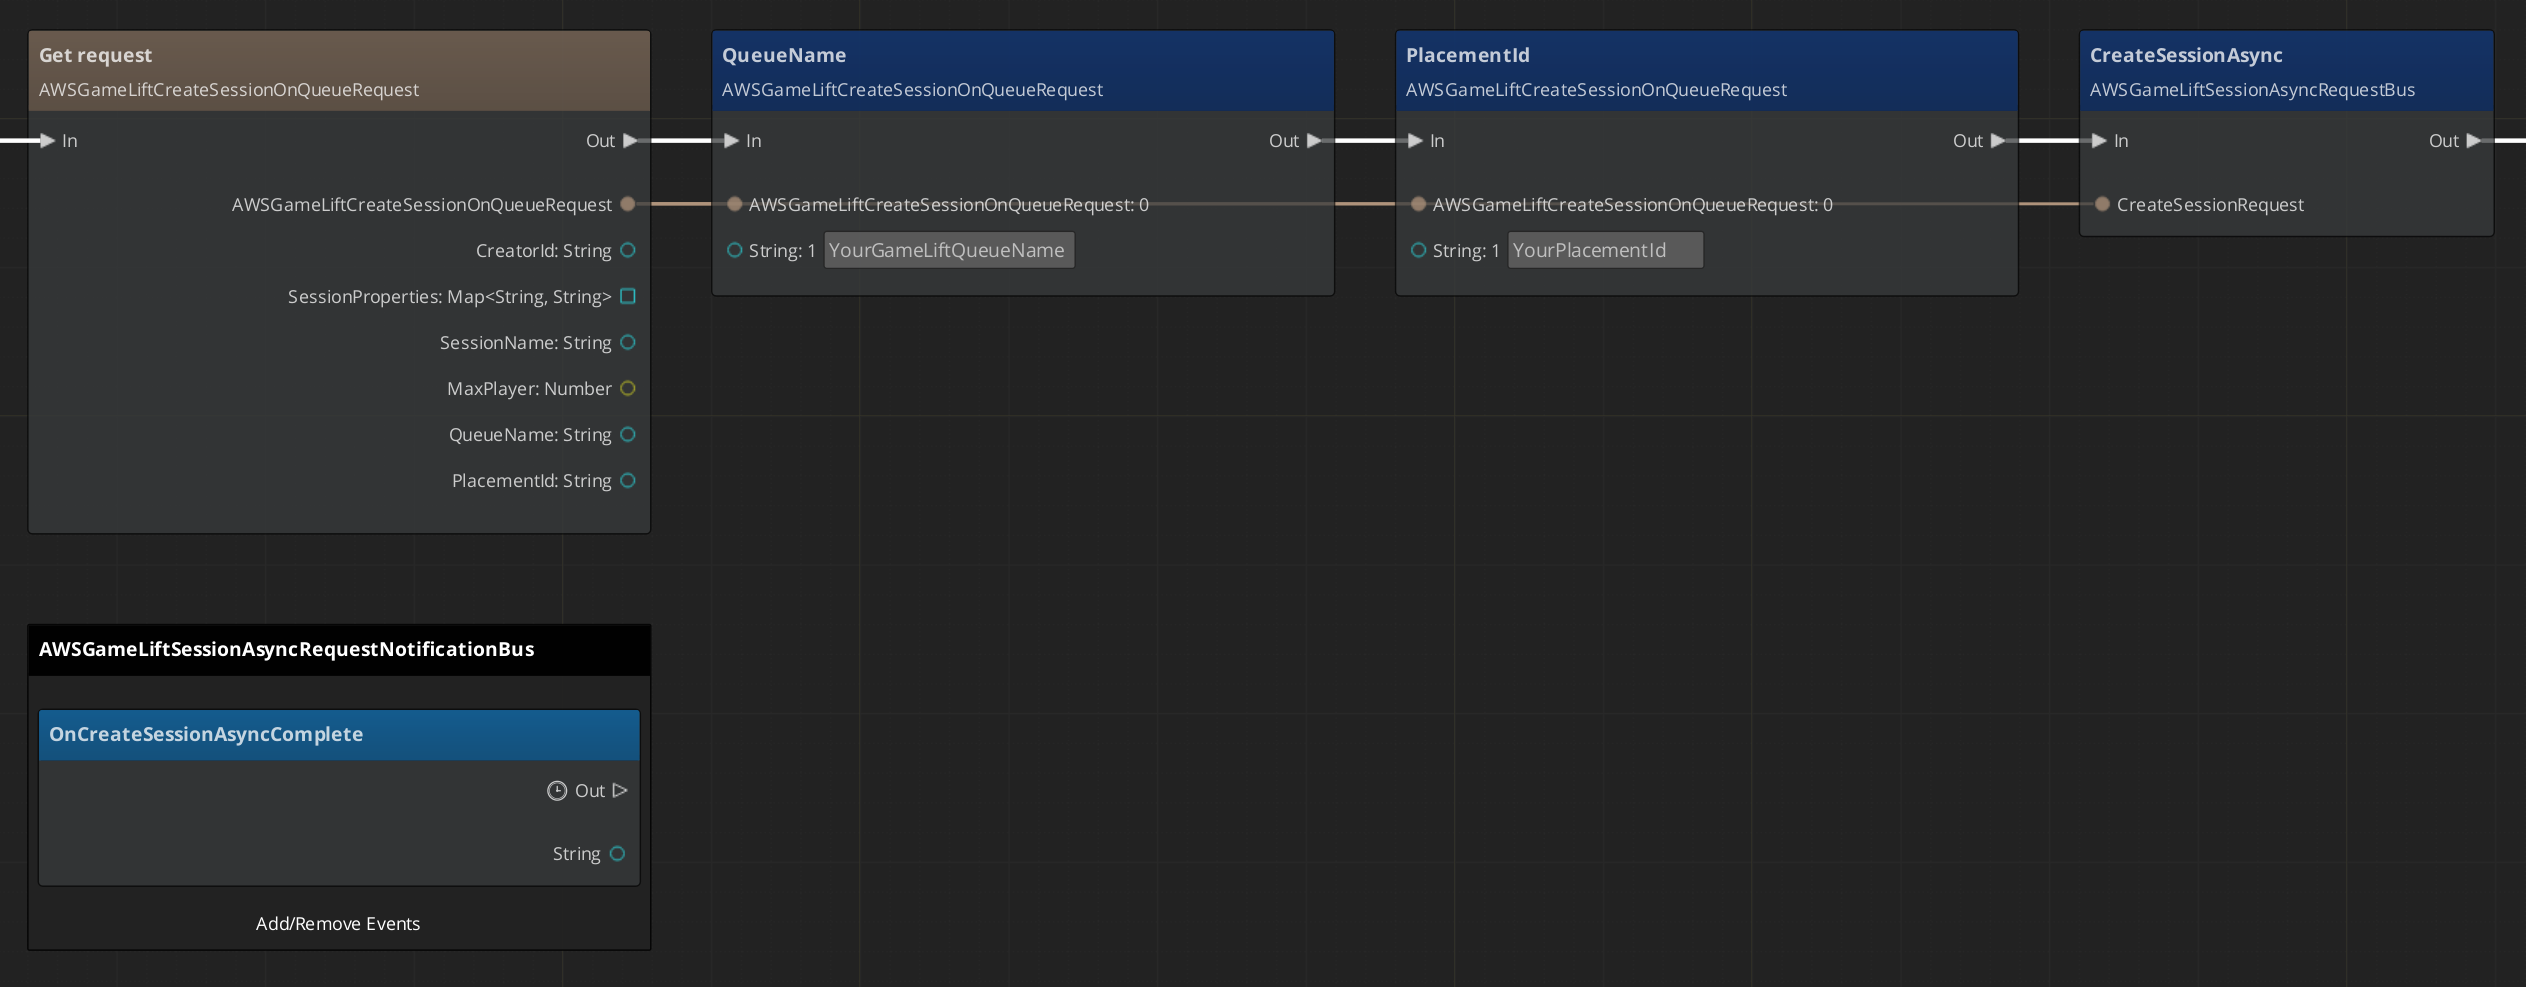 Get request
AWSGameLiftCreateSessionOnQueueRequest
In
Out
AWSGameLiftCreateSessionOnQueueRequest
CreatorId: String
SessionProperties: Map<String, String>
SessionName: String
MaxPlayer: Number
QueueName: String
PlacementId: String
QueueName
AWSGameLiftCreateSessionOnQueueRequest
In
Out
AWSGameLiftCreateSessionOnQueueRequest: 0
String: 1 YourGameLiftQueueName
PlacementId
AWSGameLiftCreateSessionOnQueueRequest
In
Out
AWSGameLiftCreateSessionOnQueueRequest: 0
String: 1 YourPlacementId
CreateSessionAsync
AWSGameLiftSessionAsyncRequestBus
In
Out
CreateSessionRequest
AWSGameLiftSessionAsyncRequestNotificationBus
OnCreateSessionAsyncComplete
Out
String
Add/Remove Events